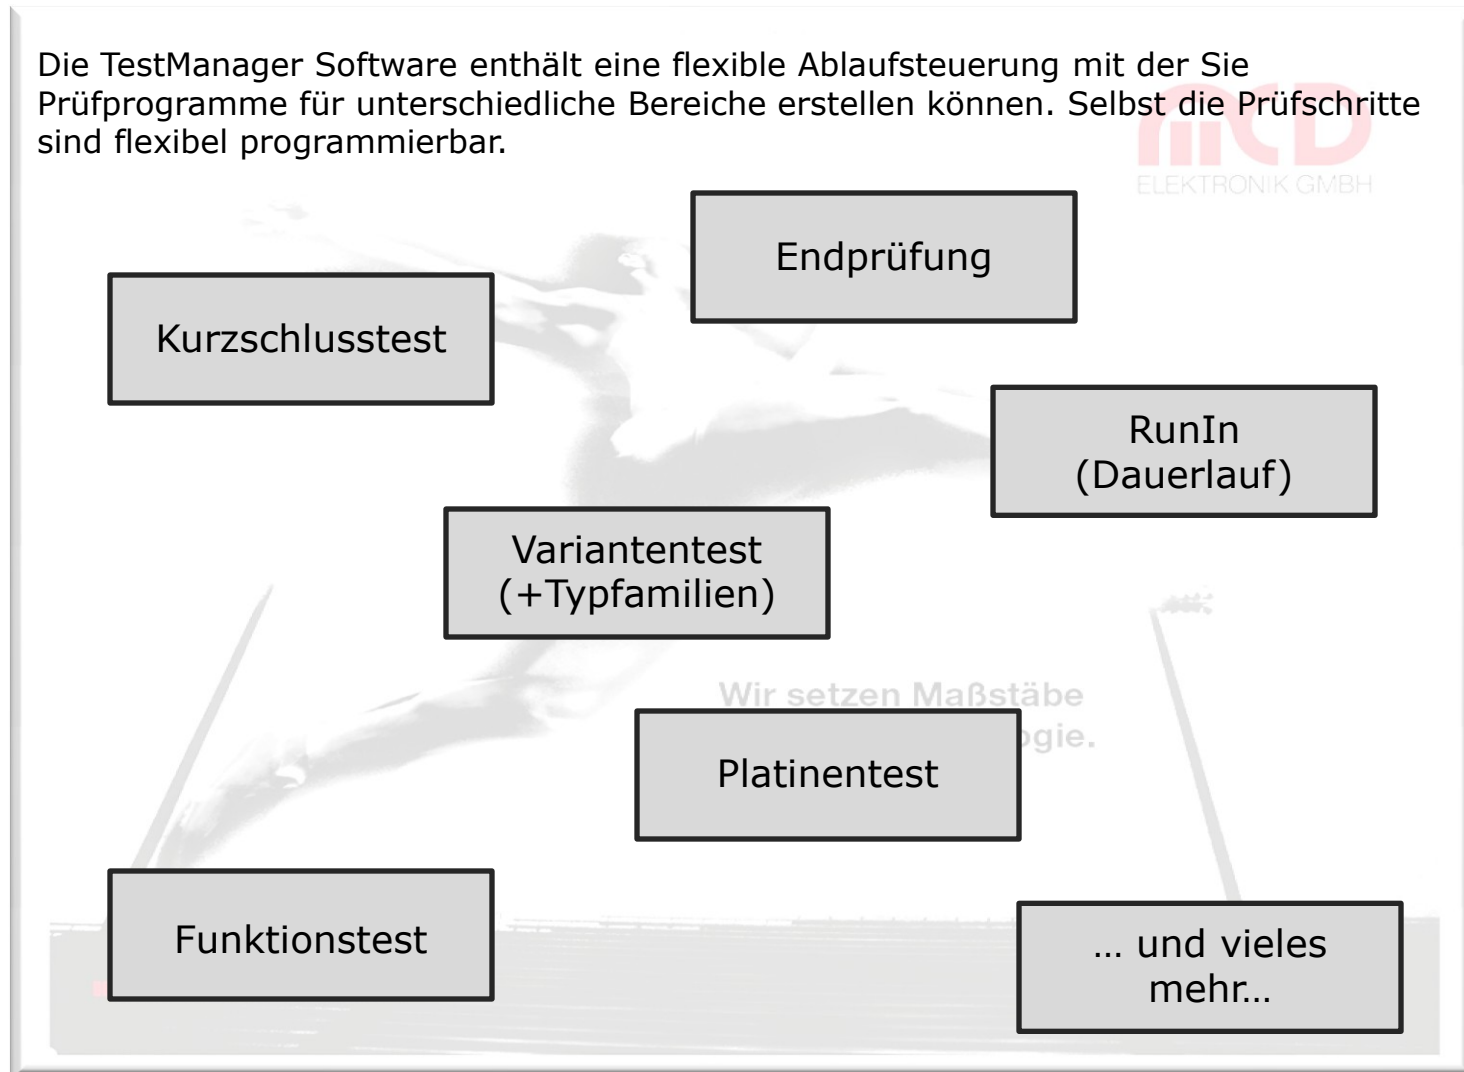 Die TestManager Software enthält eine flexible Ablaufsteuerung mit der Sie
Prüfprogramme für unterschiedliche Bereiche erstellen können. Selbst die Prüfschritte
sind flexibel programmierbar.
MCD
ELEKTRONIK GMBH
Endprüfung
Kurzschlusstest
RunIn
(Dauerlauf)
Variantentest
(+Typfamilien)
Wir setzen Maßstäbe
ogie.
Platinentest
Funktionstest
… und vieles
mehr…